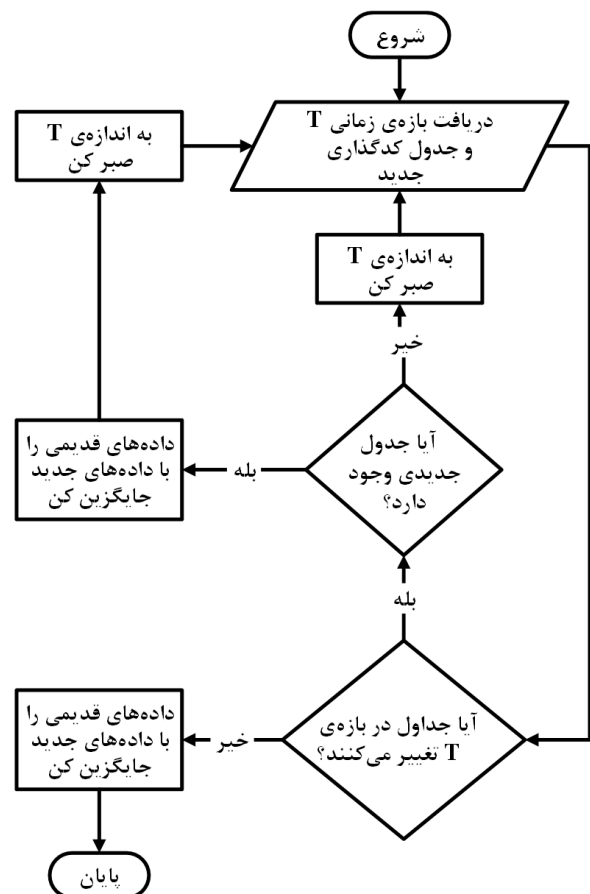 شروع
دریافت بازه‌ی زمانی T
و جدول کدگذاری
جدید
به اندازه‌ی T
صبر کن
به اندازه‌ی T
صبر کن
خیر
آیا جدول
جدیدی وجود
دارد؟
بله
داده‌های قدیمی را
با داده‌های جدید
جایگزین کن
بله
آیا جداول در بازه‌ی
T تغییر می‌کنند؟
خیر
داده‌های قدیمی را
با داده‌های جدید
جایگزین کن
پایان